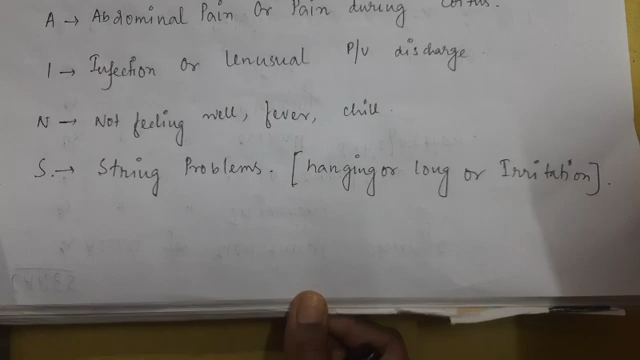 A → Abdominal Pain Or Pain during coitus.
I → Infection Or Unusual P/V discharge
N → Not feeling well, fever, chill.
S. → String Problems. [hanging or long or Irritation].